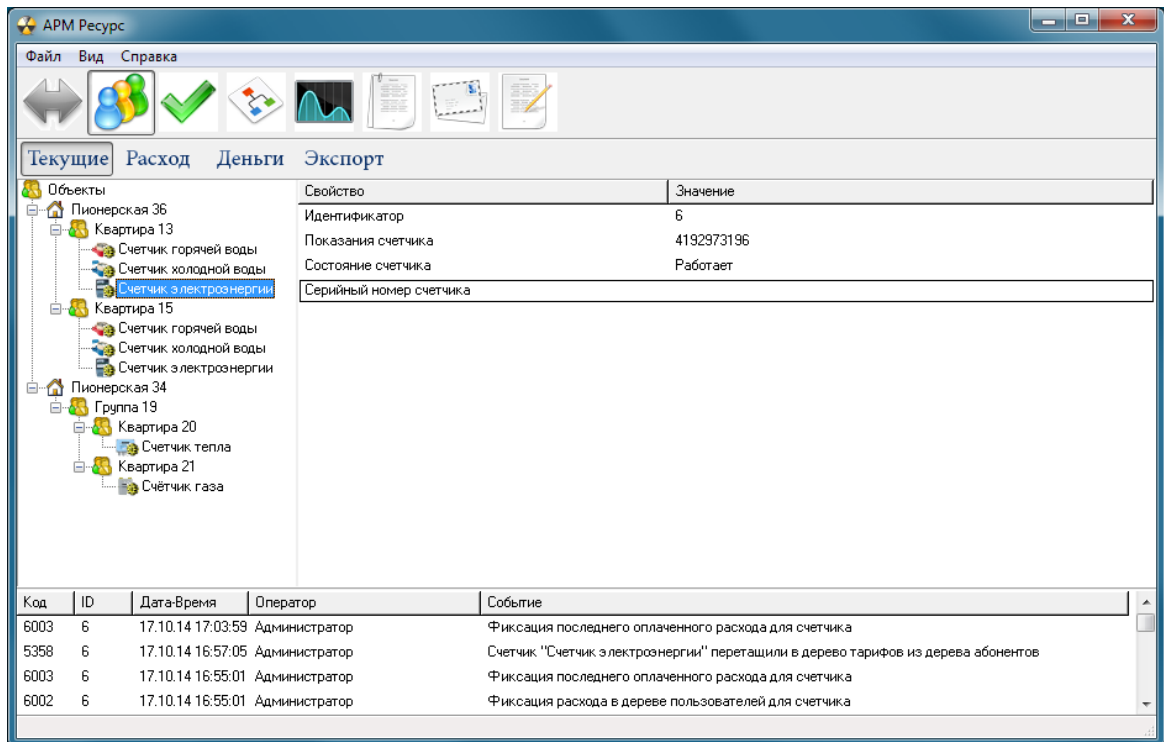 АРМ Ресурс
Файл Вид Справка
Текущие Расход Деньги Экспорт
Объекты
Пионерская 36
Квартира 13
Счетчик горячей воды
Счетчик холодной воды
Счетчик электроэнергии
Квартира 15
Счетчик горячей воды
Счетчик холодной воды
Счетчик электроэнергии
Пионерская 34
Группа 19
Квартира 20
Счетчик тепла
Квартира 21
Счётчик газа
Свойство Значение
Идентификатор 6
Показания счетчика 4192973196
Состояние счетчика Работает
Серийный номер счетчика
Код ID Дата-Время Оператор Событие
6003 6 17.10.14 17:03:59 Администратор Фиксация последнего оплаченного расхода для счетчика
5358 6 17.10.14 16:57:05 Администратор Счетчик "Счетчик электроэнергии" перетащили в дерево тарифов из дерева абонентов
6003 6 17.10.14 16:55:01 Администратор Фиксация последнего оплаченного расхода для счетчика
6002 6 17.10.14 16:55:01 Администратор Фиксация расхода в дереве пользователей для счетчика